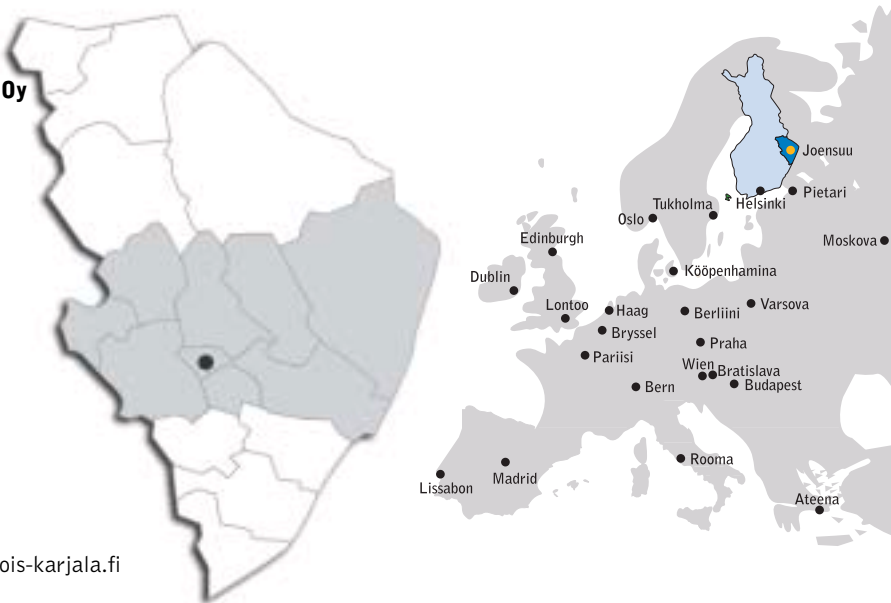 Oy
Joensuu
Pietari
Helsinki
Tukholma
Oslo
Moskova
Edinburgh
Kööpenhamina
Dublin
Lontoo
Haag
Berliini
Varsova
Bryssel
Praha
Pariisi
Wien
Bratislava
Budapest
Bern
Rooma
Madrid
Lissabon
Ateena
ois-karjala.fi